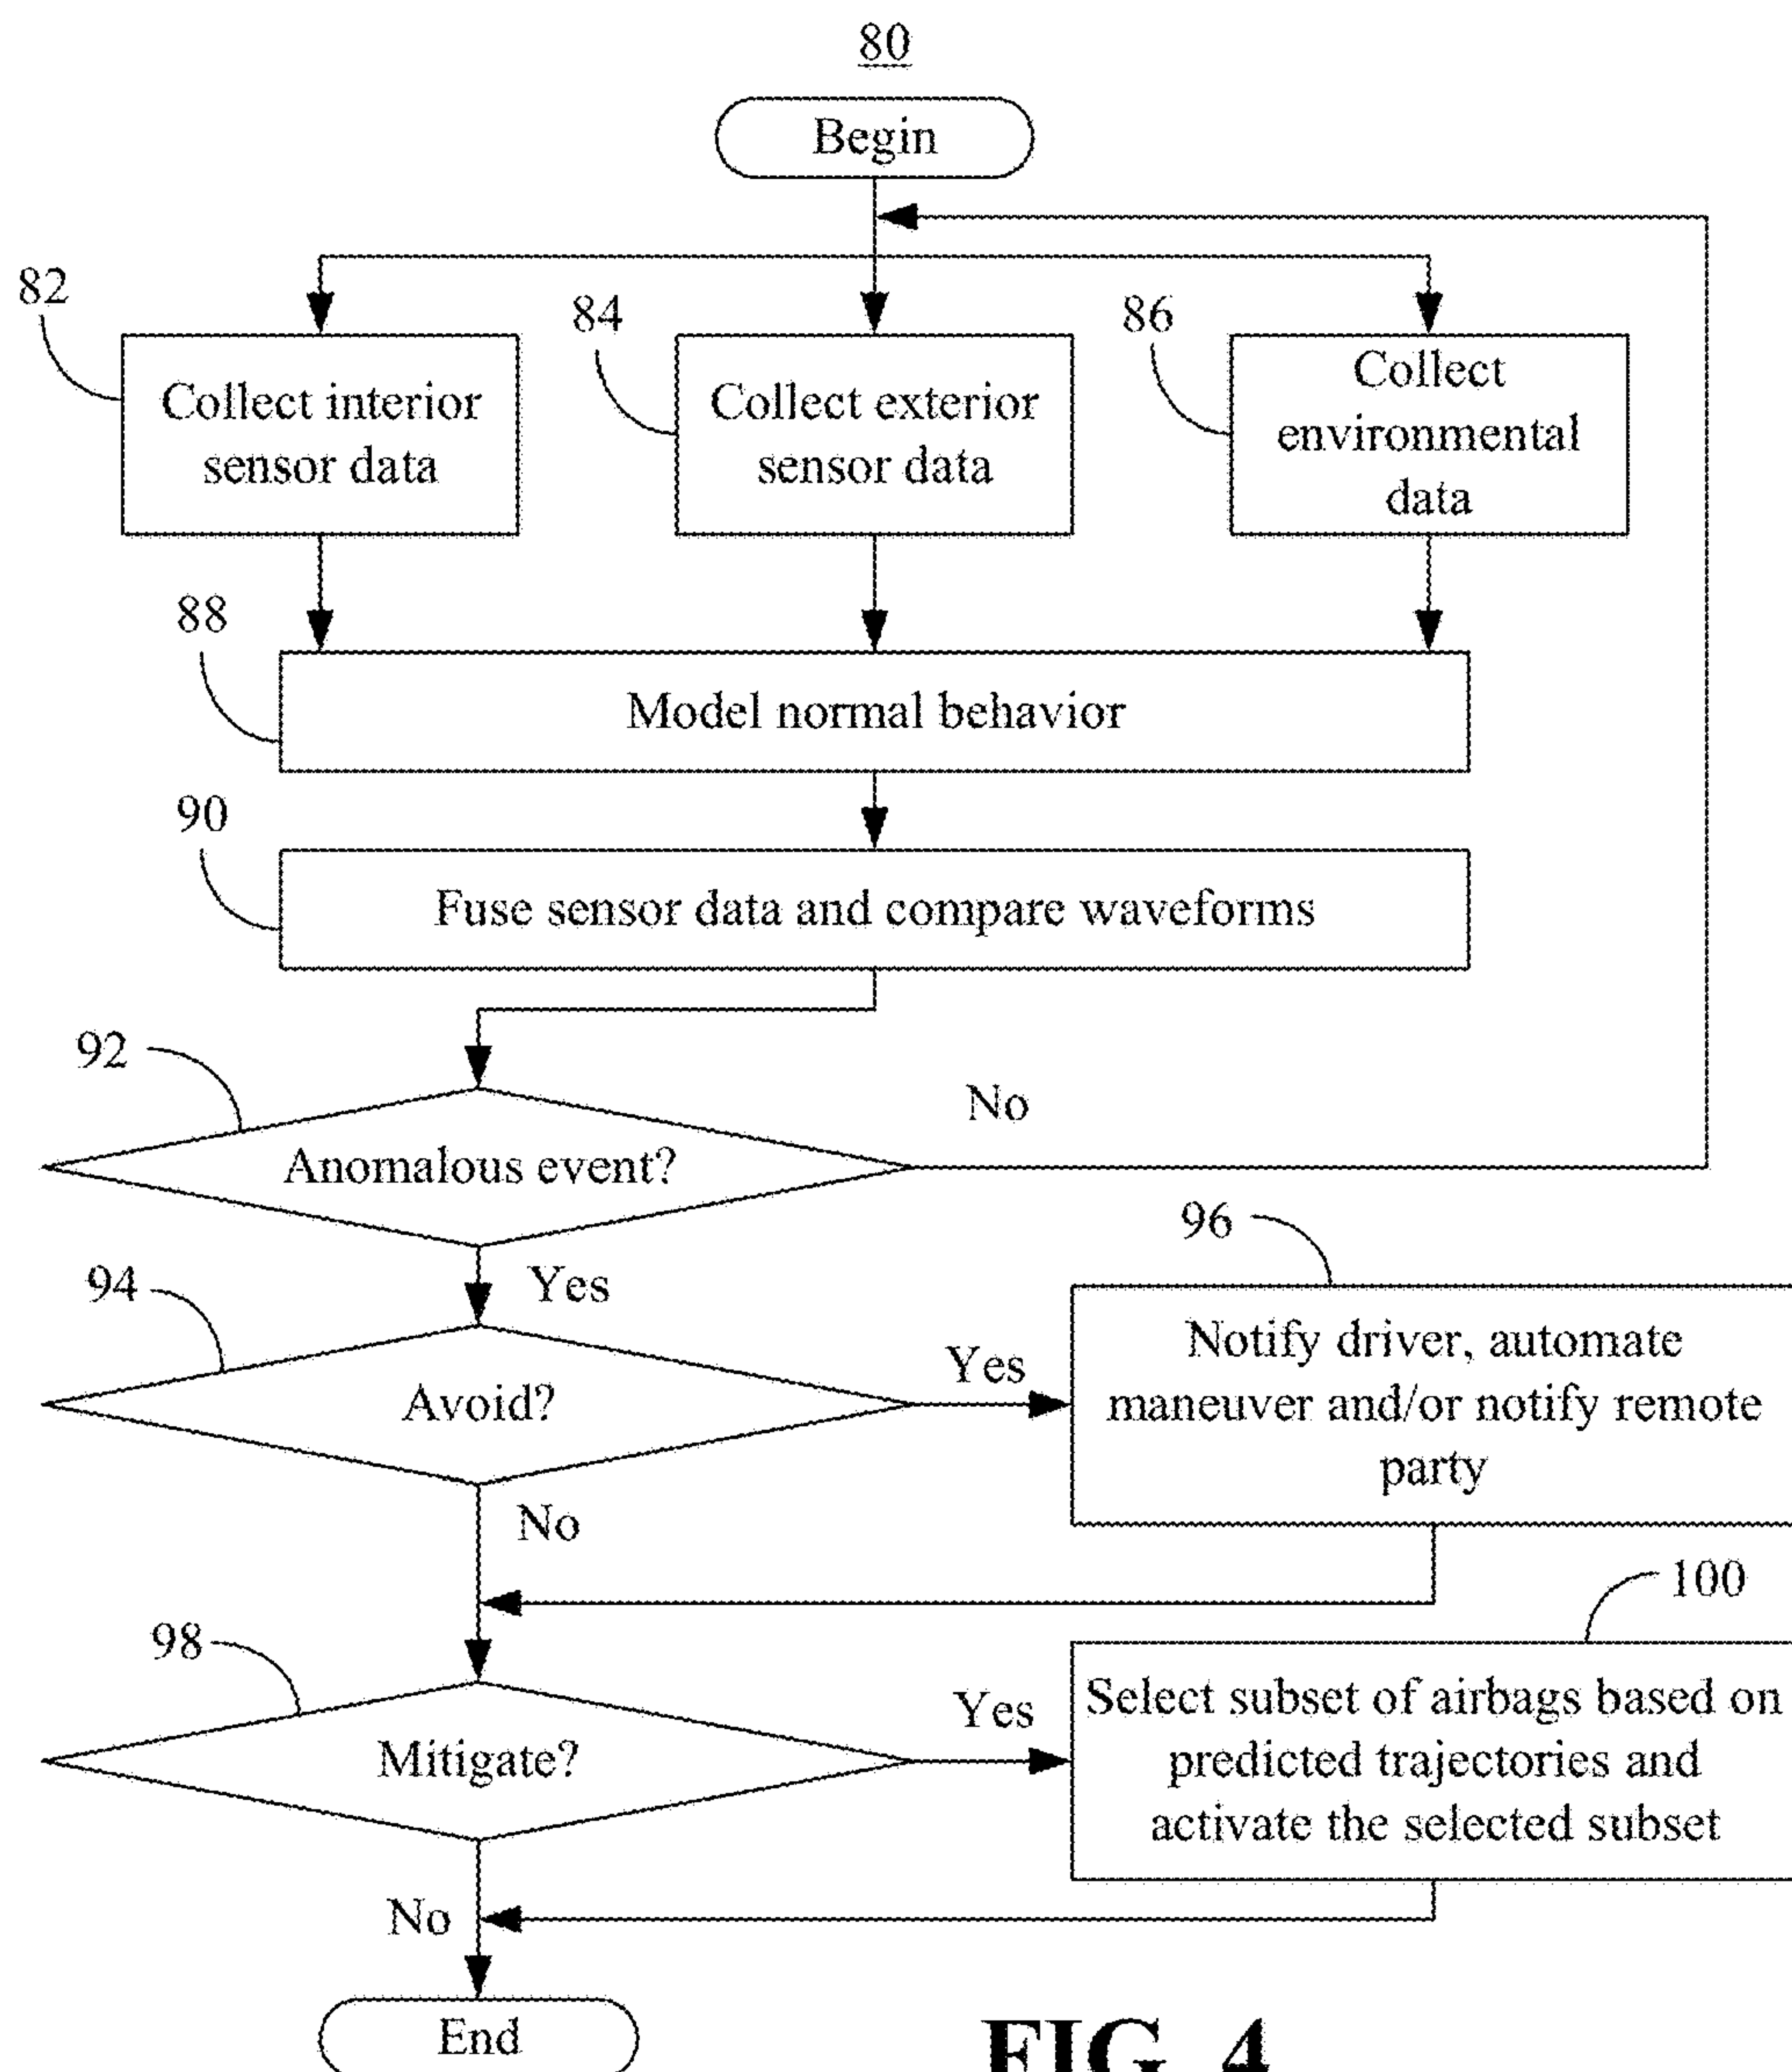 80
Begin
82
84
86
Collect interior
sensor data
Collect exterior
sensor data
Collect
environmental
data
88
Model normal behavior
90
Fuse sensor data and compare waveforms
92
Anomalous event?
No
Yes
94
Avoid?
Yes
96
Notify driver, automate
maneuver and/or notify remote
party
No
98
Mitigate?
Yes
100
Select subset of airbags based on
predicted trajectories and
activate the selected subset
No
End
FIG. 4